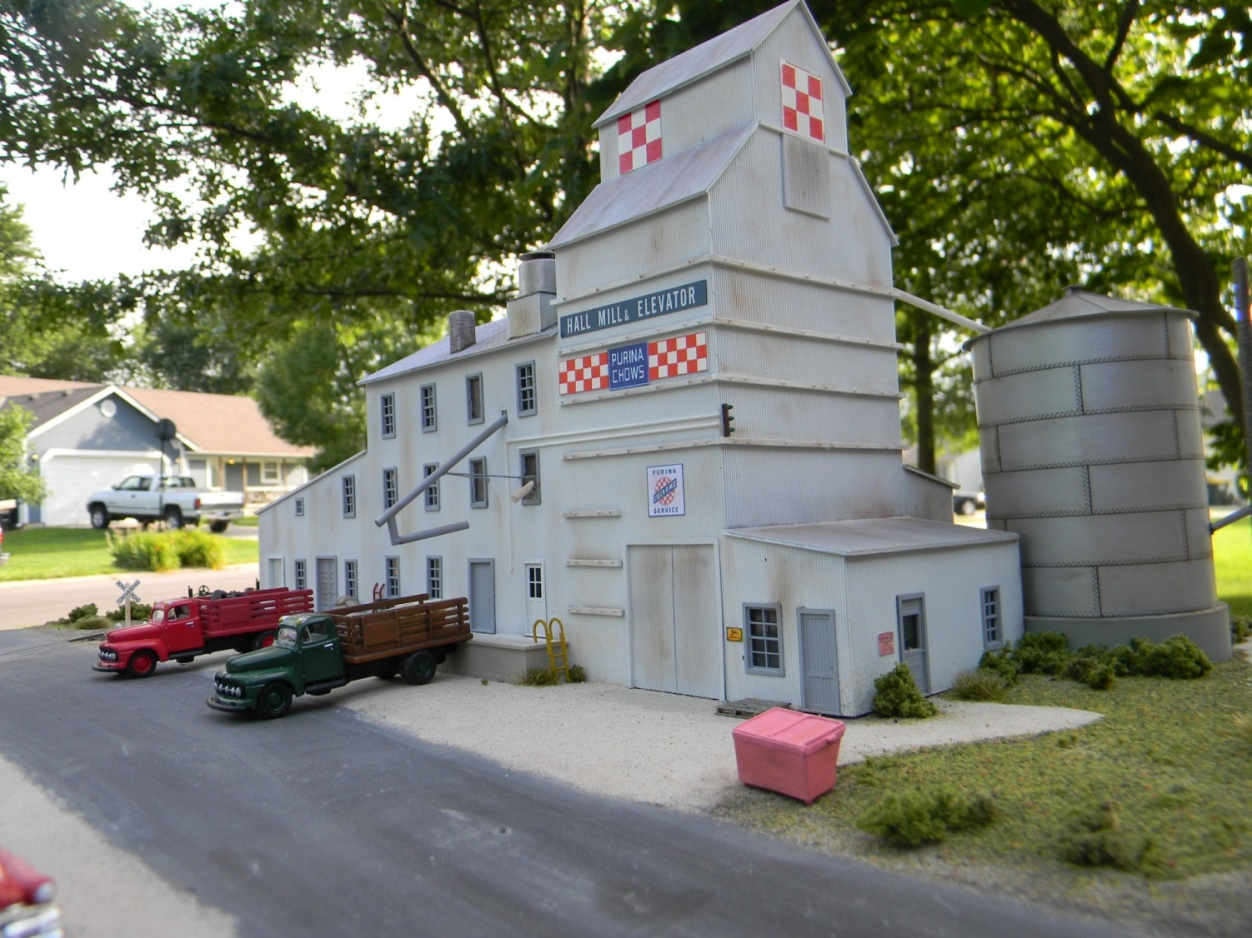 HALL MILL & ELEVATOR
PURINA
CHOWS
PURINA
SERVICE